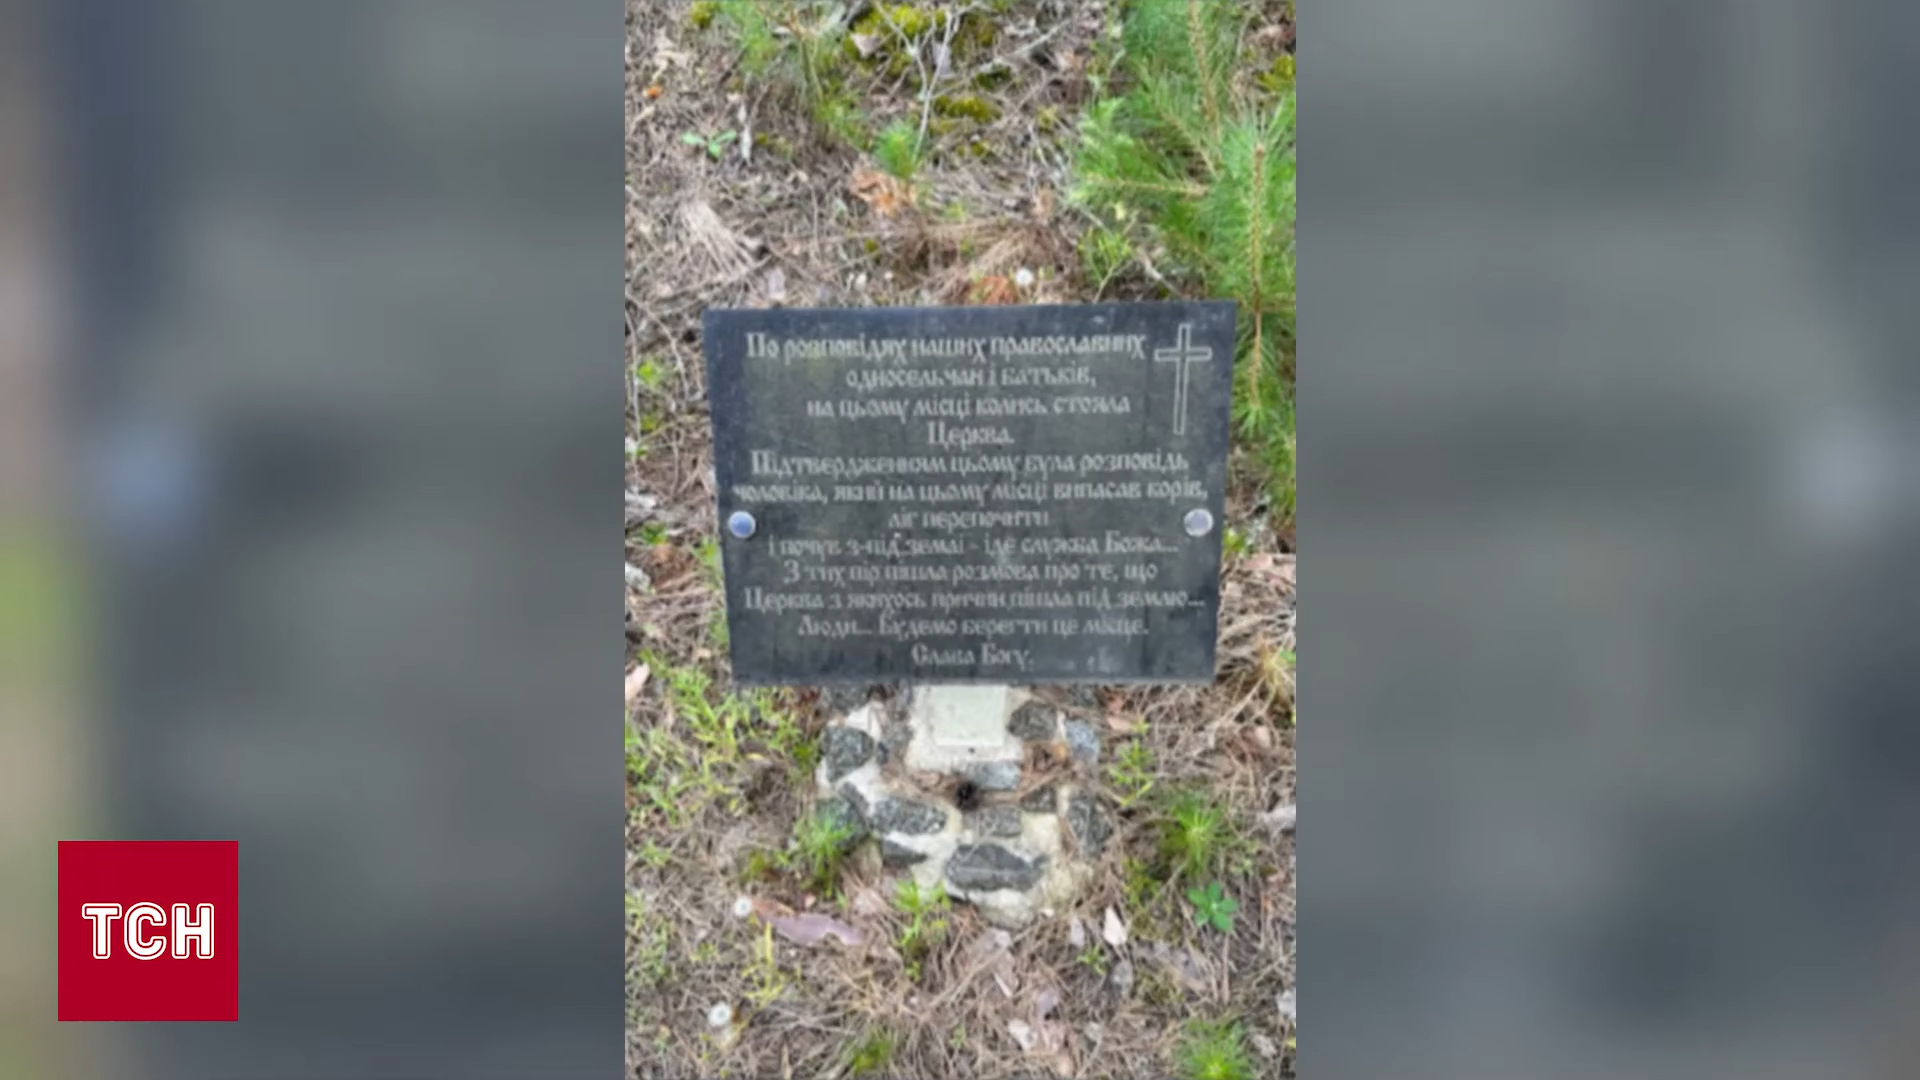 По розповідях наших православних
односельчан і батьків,
на цьому місці колись стояла
Церква.
Підтвердженням цьому була розповідь
чоловіка, який на цьому місці випасав корів,
ліг перепочити
і почув з-під землі - іде служба Божа...
З тих пір пішла розмова про те, що
Церква з якихось причин пішла під землю...
Люди... Будемо берегти це місце.
Слава Богу.
ТСН